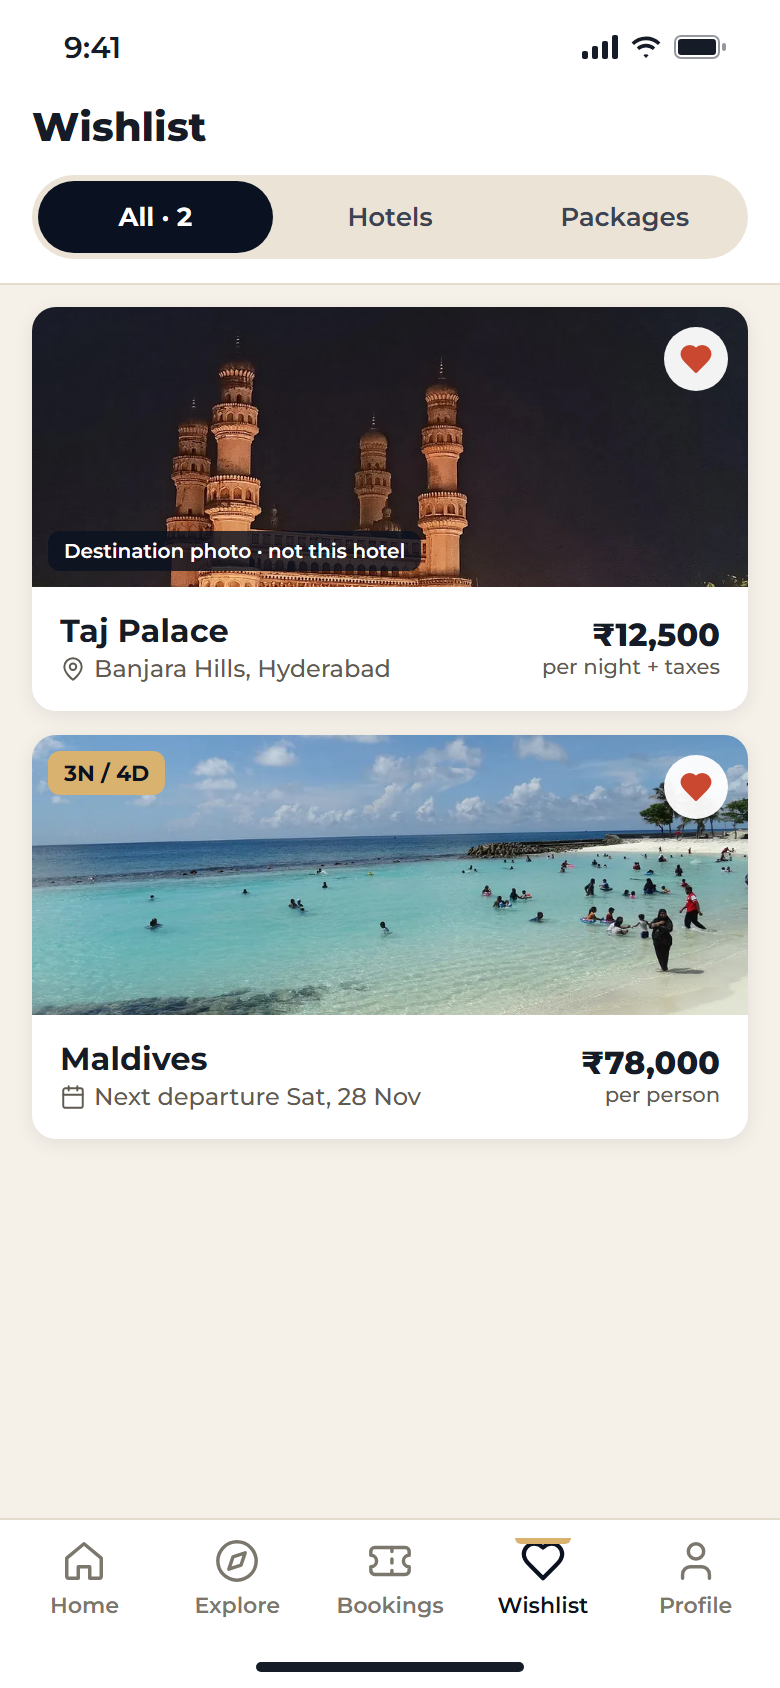 9:41
Wishlist
All · 2
Hotels
Packages
Destination photo · not this hotel
Taj Palace
₹12,500
Banjara Hills, Hyderabad
per night + taxes
3N / 4D
Maldives
₹78,000
Next departure Sat, 28 Nov
per person
Home
Explore
Bookings
Wishlist
Profile